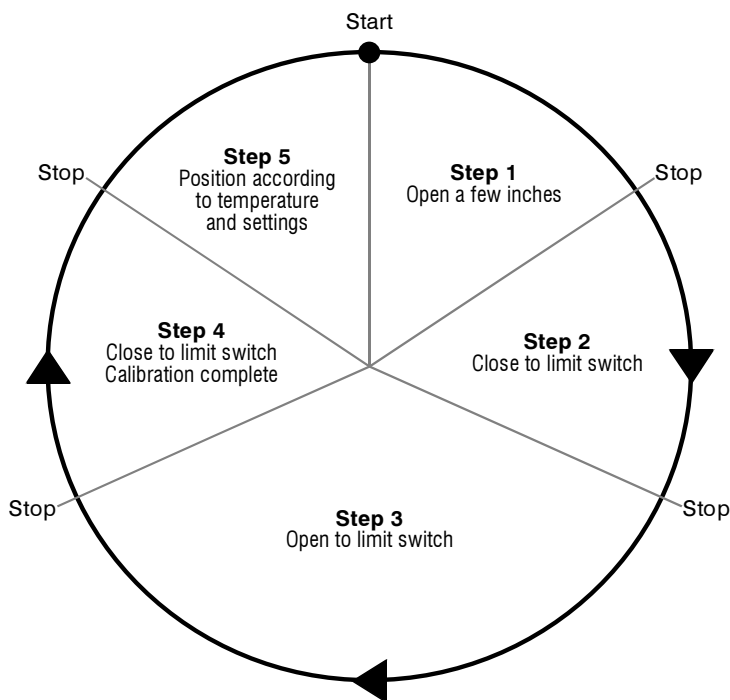 Start
Step 1
Open a few inches
Stop
Step 2
Close to limit switch
Stop
Step 3
Open to limit switch
Stop
Step 4
Close to limit switch
Calibration complete
Stop
Step 5
Position according
to temperature
and settings